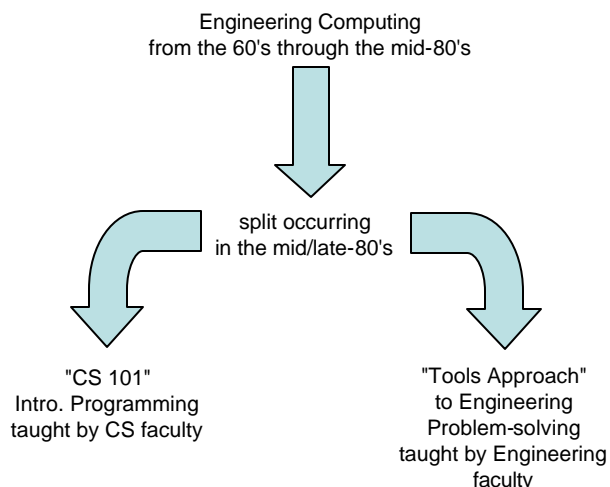 Engineering Computing
from the 60's through the mid-80's
split occurring
in the mid/late-80's
"CS 101"
Intro. Programming
taught by CS faculty
"Tools Approach"
to Engineering
Problem-solving
taught by Engineering
faculty